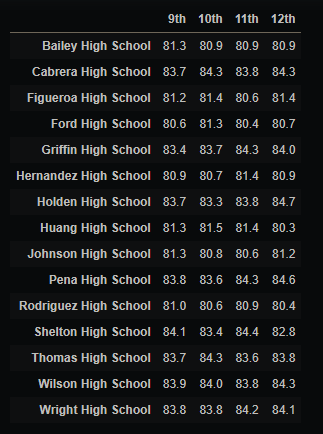 9th 10th 11th 12th
Bailey High School 81.3 80.9 80.9 80.9
Cabrera High School 83.7 84.3 83.8 84.3
Figueroa High School 81.2 81.4 80.6 81.4
Ford High School 80.6 81.3 80.4 80.7
Griffin High School 83.4 83.7 84.3 84.0
Hernandez High School 80.9 80.7 81.4 80.9
Holden High School 83.7 83.3 83.8 84.7
Huang High School 81.3 81.5 81.4 80.3
Johnson High School 81.3 80.8 80.6 81.2
Pena High School 83.8 83.6 84.3 84.6
Rodriguez High School 81.0 80.6 80.9 80.4
Shelton High School 84.1 83.4 84.4 82.8
Thomas High School 83.7 84.3 83.6 83.8
Wilson High School 83.9 84.0 83.8 84.3
Wright High School 83.8 83.8 84.2 84.1